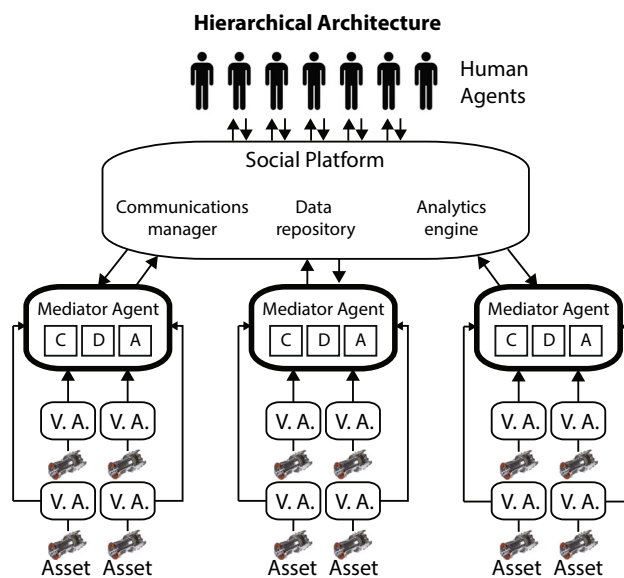 Hierarchical Architecture
Human
Agents
Social Platform
Communications
manager
Data
repository
Analytics
engine
Mediator Agent
C D A
Mediator Agent
C D A
Mediator Agent
C D A
V. A. V. A. V. A. V. A. V. A. V. A.
V. A. V. A. V. A. V. A. V. A. V. A.
Asset Asset Asset Asset Asset Asset